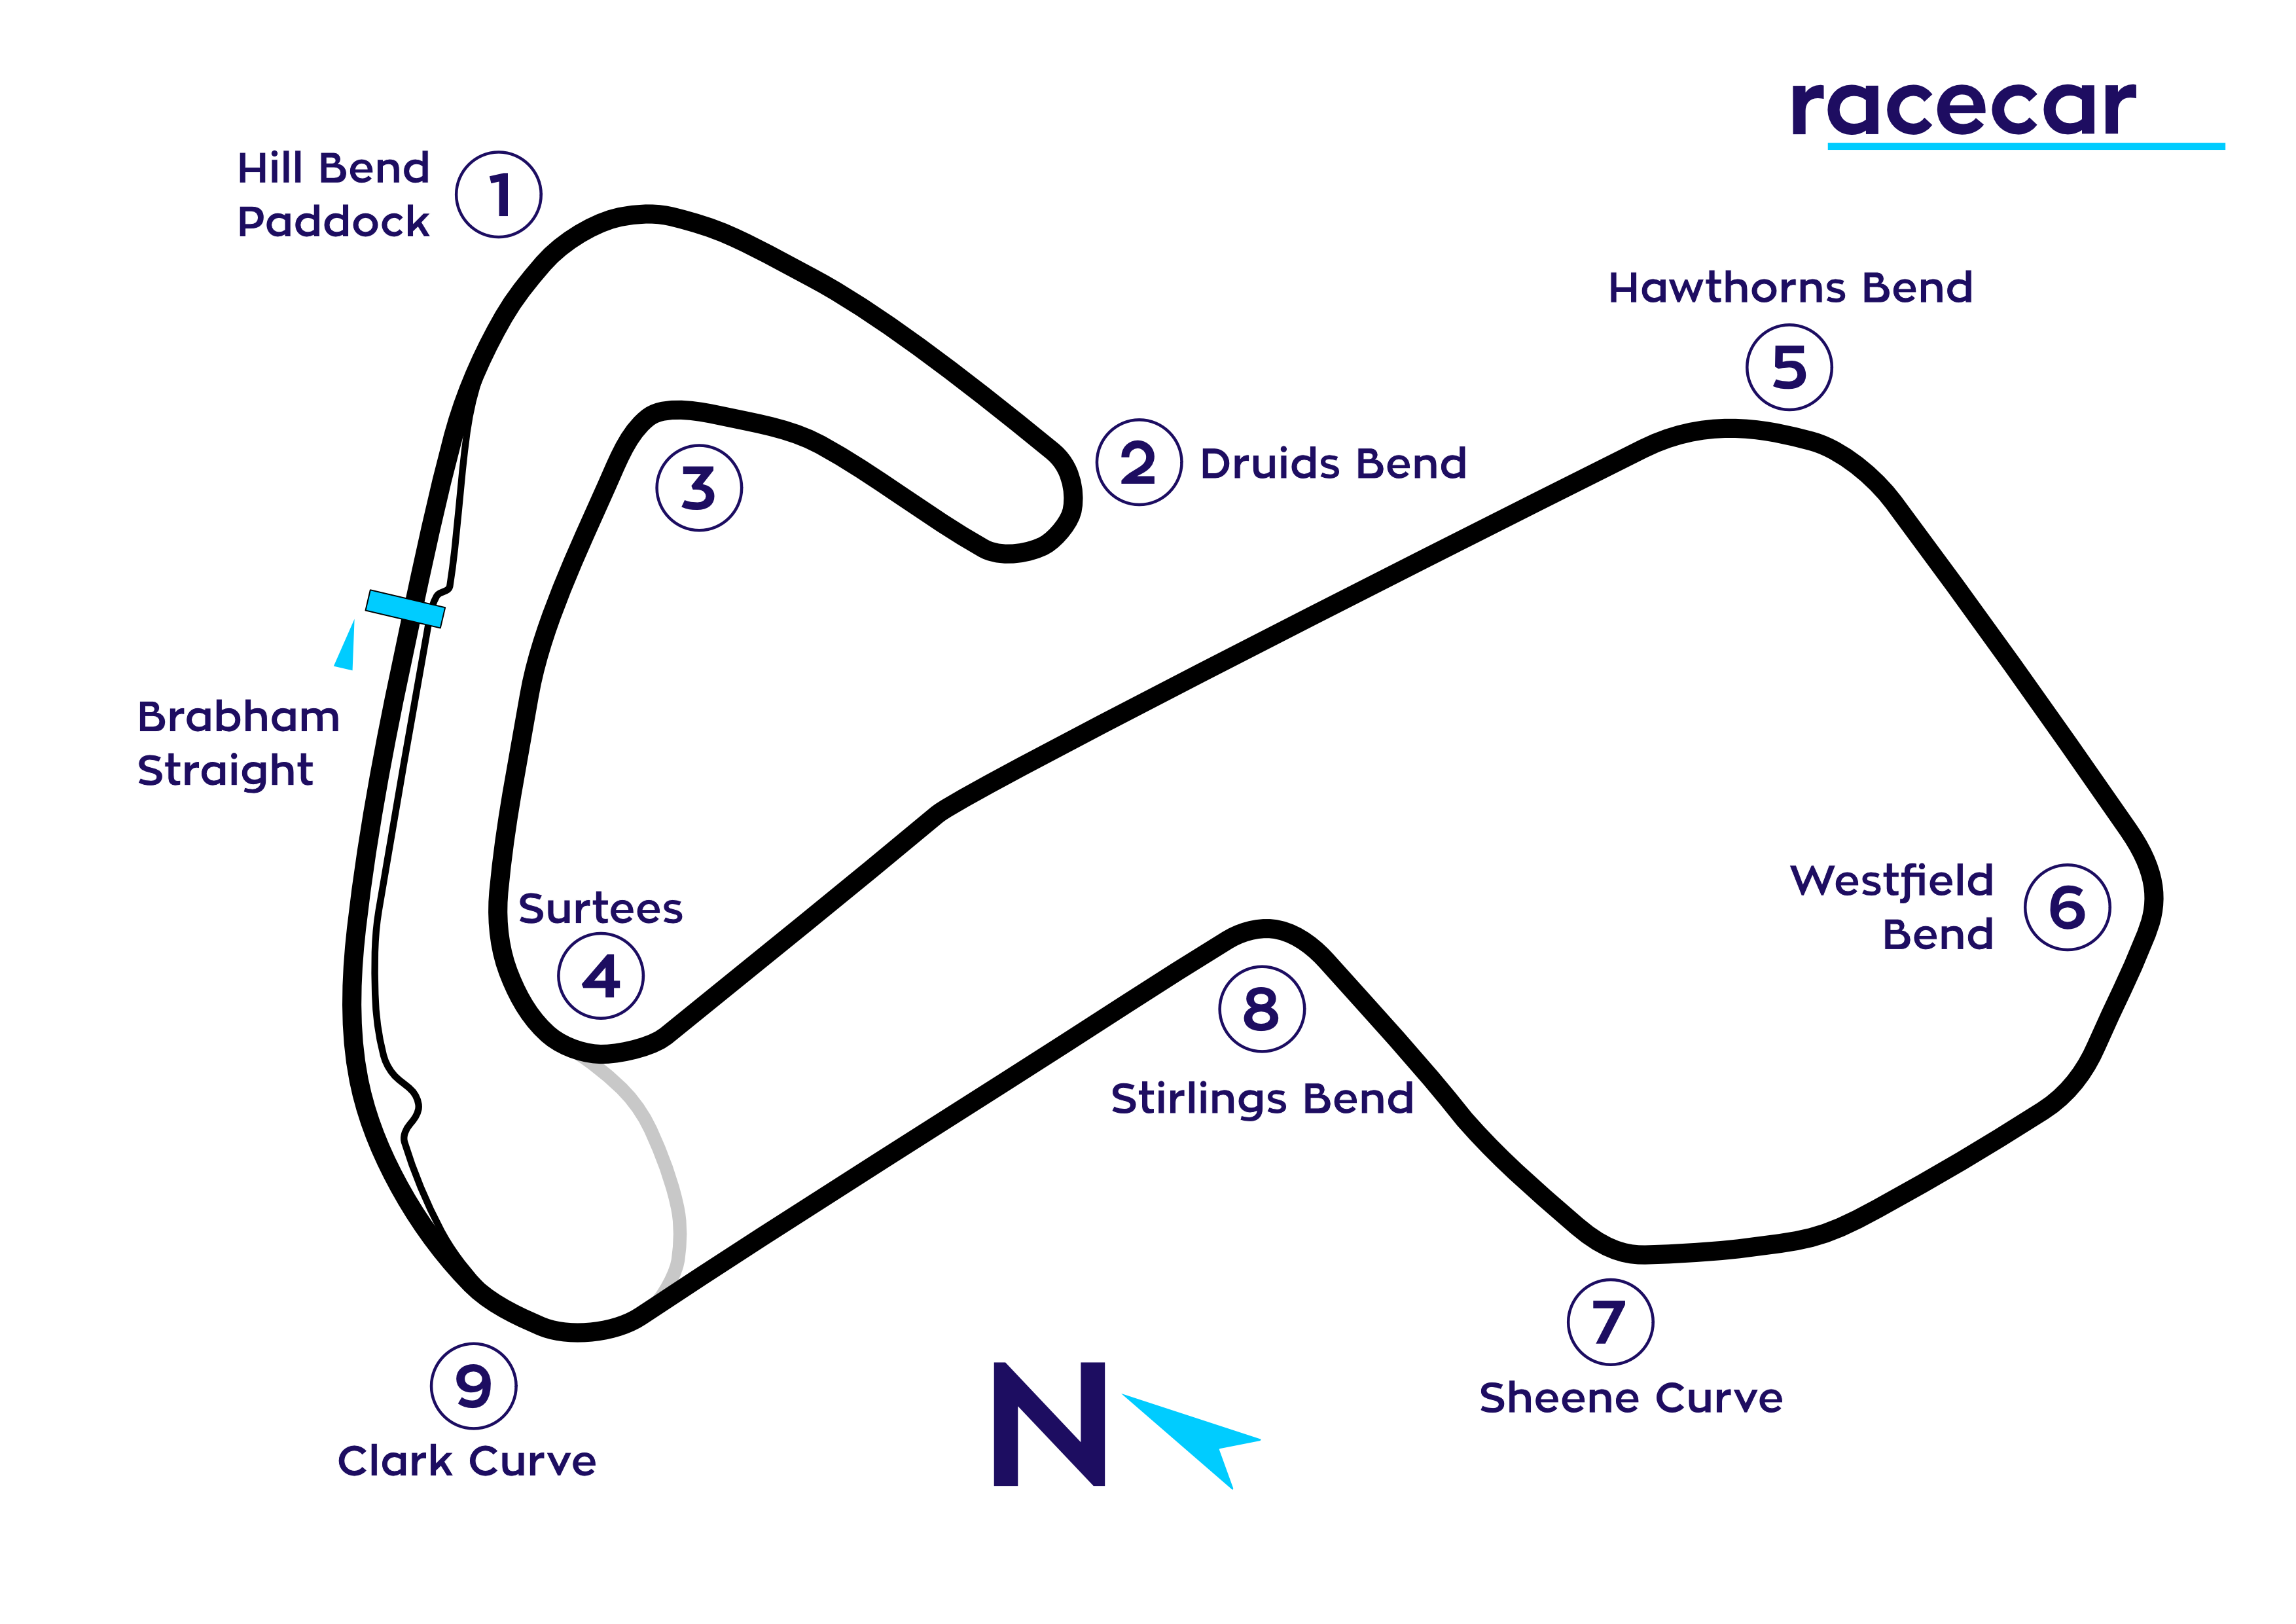 racecar
Hill Bend
Paddock
1
Hawthorns Bend
5
2 Druids Bend
3
Brabham
Straight
Surtees
4
Westfield
Bend
6
8
Stirlings Bend
7
Sheene Curve
9
Clark Curve
N